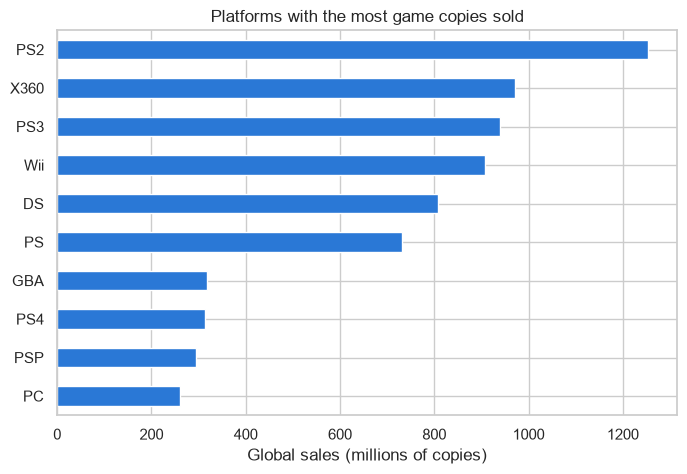 Platforms with the most game copies sold
PS2
X360
PS3
Wii
DS
PS
GBA
PS4
PSP
PC
0 200 400 600 800 1000 1200
Global sales (millions of copies)